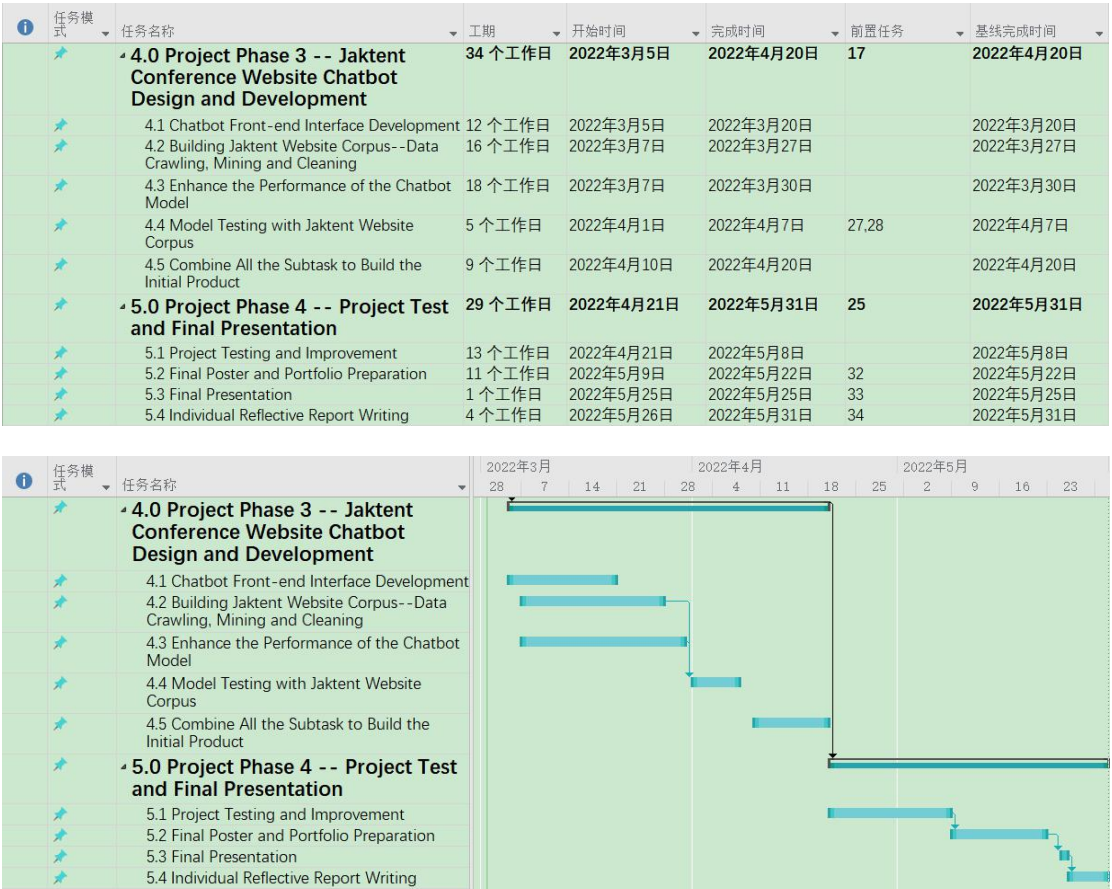 任务模式 任务名称 工期 开始时间 完成时间 前置任务 基线完成时间
4.0 Project Phase 3 -- Jaktent 34 个工作日 2022年3月5日 2022年4月20日 17 2022年4月20日
Conference Website Chatbot
Design and Development
4.1 Chatbot Front-end Interface Development 12 个工作日 2022年3月5日 2022年3月20日 2022年3月20日
4.2 Building Jaktent Website Corpus--Data 16 个工作日 2022年3月7日 2022年3月27日 2022年3月27日
Crawling, Mining and Cleaning
4.3 Enhance the Performance of the Chatbot 18 个工作日 2022年3月7日 2022年3月30日 2022年3月30日
Model
4.4 Model Testing with Jaktent Website 5 个工作日 2022年4月1日 2022年4月7日 27,28 2022年4月7日
Corpus
4.5 Combine All the Subtask to Build the 9 个工作日 2022年4月10日 2022年4月20日 2022年4月20日
Initial Product
5.0 Project Phase 4 -- Project Test 29 个工作日 2022年4月21日 2022年5月31日 25 2022年5月31日
and Final Presentation
5.1 Project Testing and Improvement 13 个工作日 2022年4月21日 2022年5月8日 2022年5月8日
5.2 Final Poster and Portfolio Preparation 11 个工作日 2022年5月9日 2022年5月22日 32 2022年5月22日
5.3 Final Presentation 1 个工作日 2022年5月25日 2022年5月25日 33 2022年5月25日
5.4 Individual Reflective Report Writing 4 个工作日 2022年5月26日 2022年5月31日 34 2022年5月31日
2022年3月 2022年4月 2022年5月
任务模式 任务名称 28 7 14 21 28 4 11 18 25 2 9 16 23
4.0 Project Phase 3 -- Jaktent
Conference Website Chatbot
Design and Development
4.1 Chatbot Front-end Interface Development
4.2 Building Jaktent Website Corpus--Data
Crawling, Mining and Cleaning
4.3 Enhance the Performance of the Chatbot
Model
4.4 Model Testing with Jaktent Website
Corpus
4.5 Combine All the Subtask to Build the
Initial Product
5.0 Project Phase 4 -- Project Test
and Final Presentation
5.1 Project Testing and Improvement
5.2 Final Poster and Portfolio Preparation
5.3 Final Presentation
5.4 Individual Reflective Report Writing